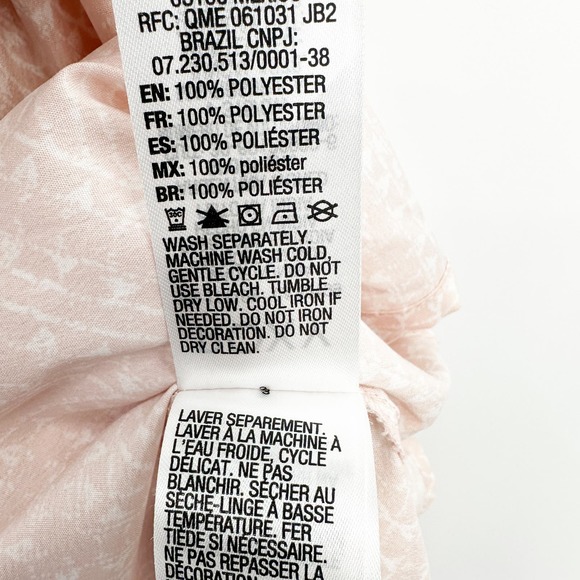 RFC: QME 061031 JB2
BRAZIL CNPJ:
07.230.513/0001-38
EN: 100% POLYESTER
FR: 100% POLYESTER
ES: 100% POLIÉSTER
MX: 100% poliéster
BR: 100% POLIÉSTER
30C
WASH SEPARATELY.
MACHINE WASH COLD,
GENTLE CYCLE. DO NOT
USE BLEACH. TUMBLE
DRY LOW. COOL IRON IF
NEEDED. DO NOT IRON
DECORATION. DO NOT
DRY CLEAN.
LAVER SEPAREMENT.
LAVER À LA MACHINE À
L'EAU FROIDE, CYCLE
DÉLICAT. NE PAS
BLANCHIR. SÉCHER AU
SÈCHE-LINGE À BASSE
TEMPÉRATURE. FER
TIÈDE SI NÉCESSAIRE.
NE PAS REPASSER LA
DÉCORATION